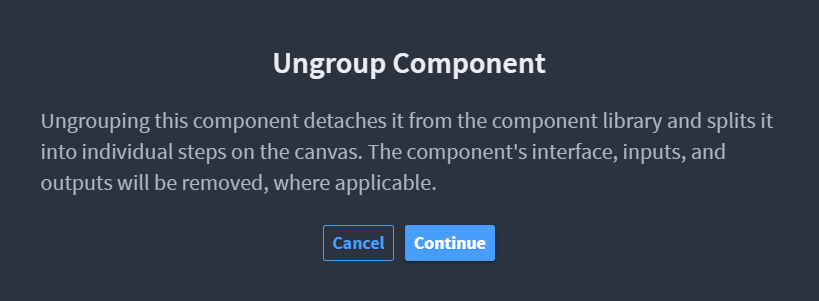 Ungroup Component
Ungrouping this component detaches it from the component library and splits it
into individual steps on the canvas. The component's interface, inputs, and
outputs will be removed, where applicable.
Cancel Continue